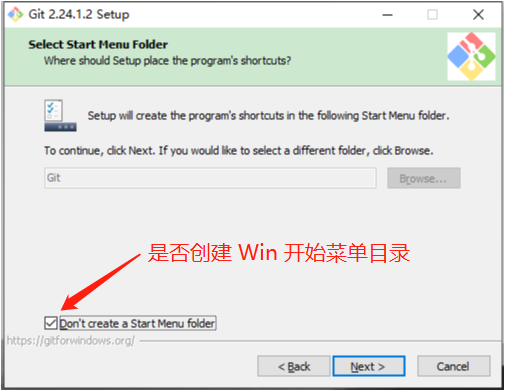 Git 2.24.1.2 Setup
Select Start Menu Folder
Where should Setup place the program's shortcuts?
Setup will create the program's shortcuts in the following Start Menu folder.
To continue, click Next. If you would like to select a different folder, click Browse.
Git
Browse...
是否创建 Win 开始菜单目录
Don't create a Start Menu folder
https://gitforwindows.org/
< Back
Next >
Cancel